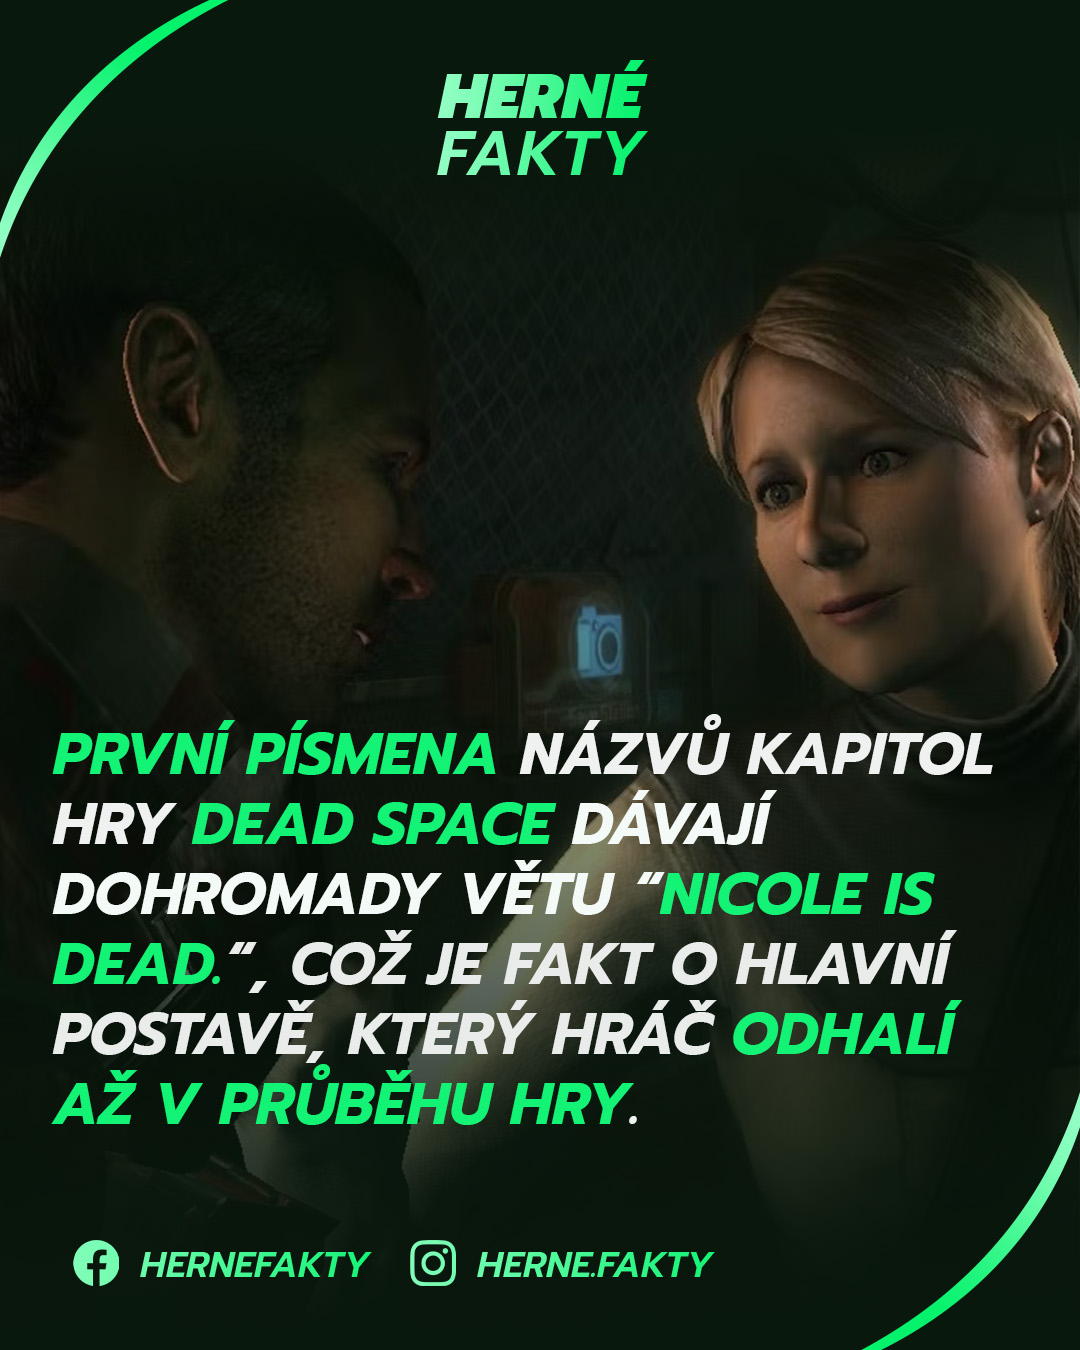 HERNÉ
FAKTY
PRVNÍ PÍSMENA NÁZVŮ KAPITOL
HRY DEAD SPACE DÁVAJÍ
DOHROMADY VĚTU “NICOLE IS
DEAD.“, COŽ JE FAKT O HLAVNÍ
POSTAVĚ, KTERÝ HRÁČ ODHALÍ
AŽ V PRŮBĚHU HRY.
HERNEFAKTY HERNE.FAKTY